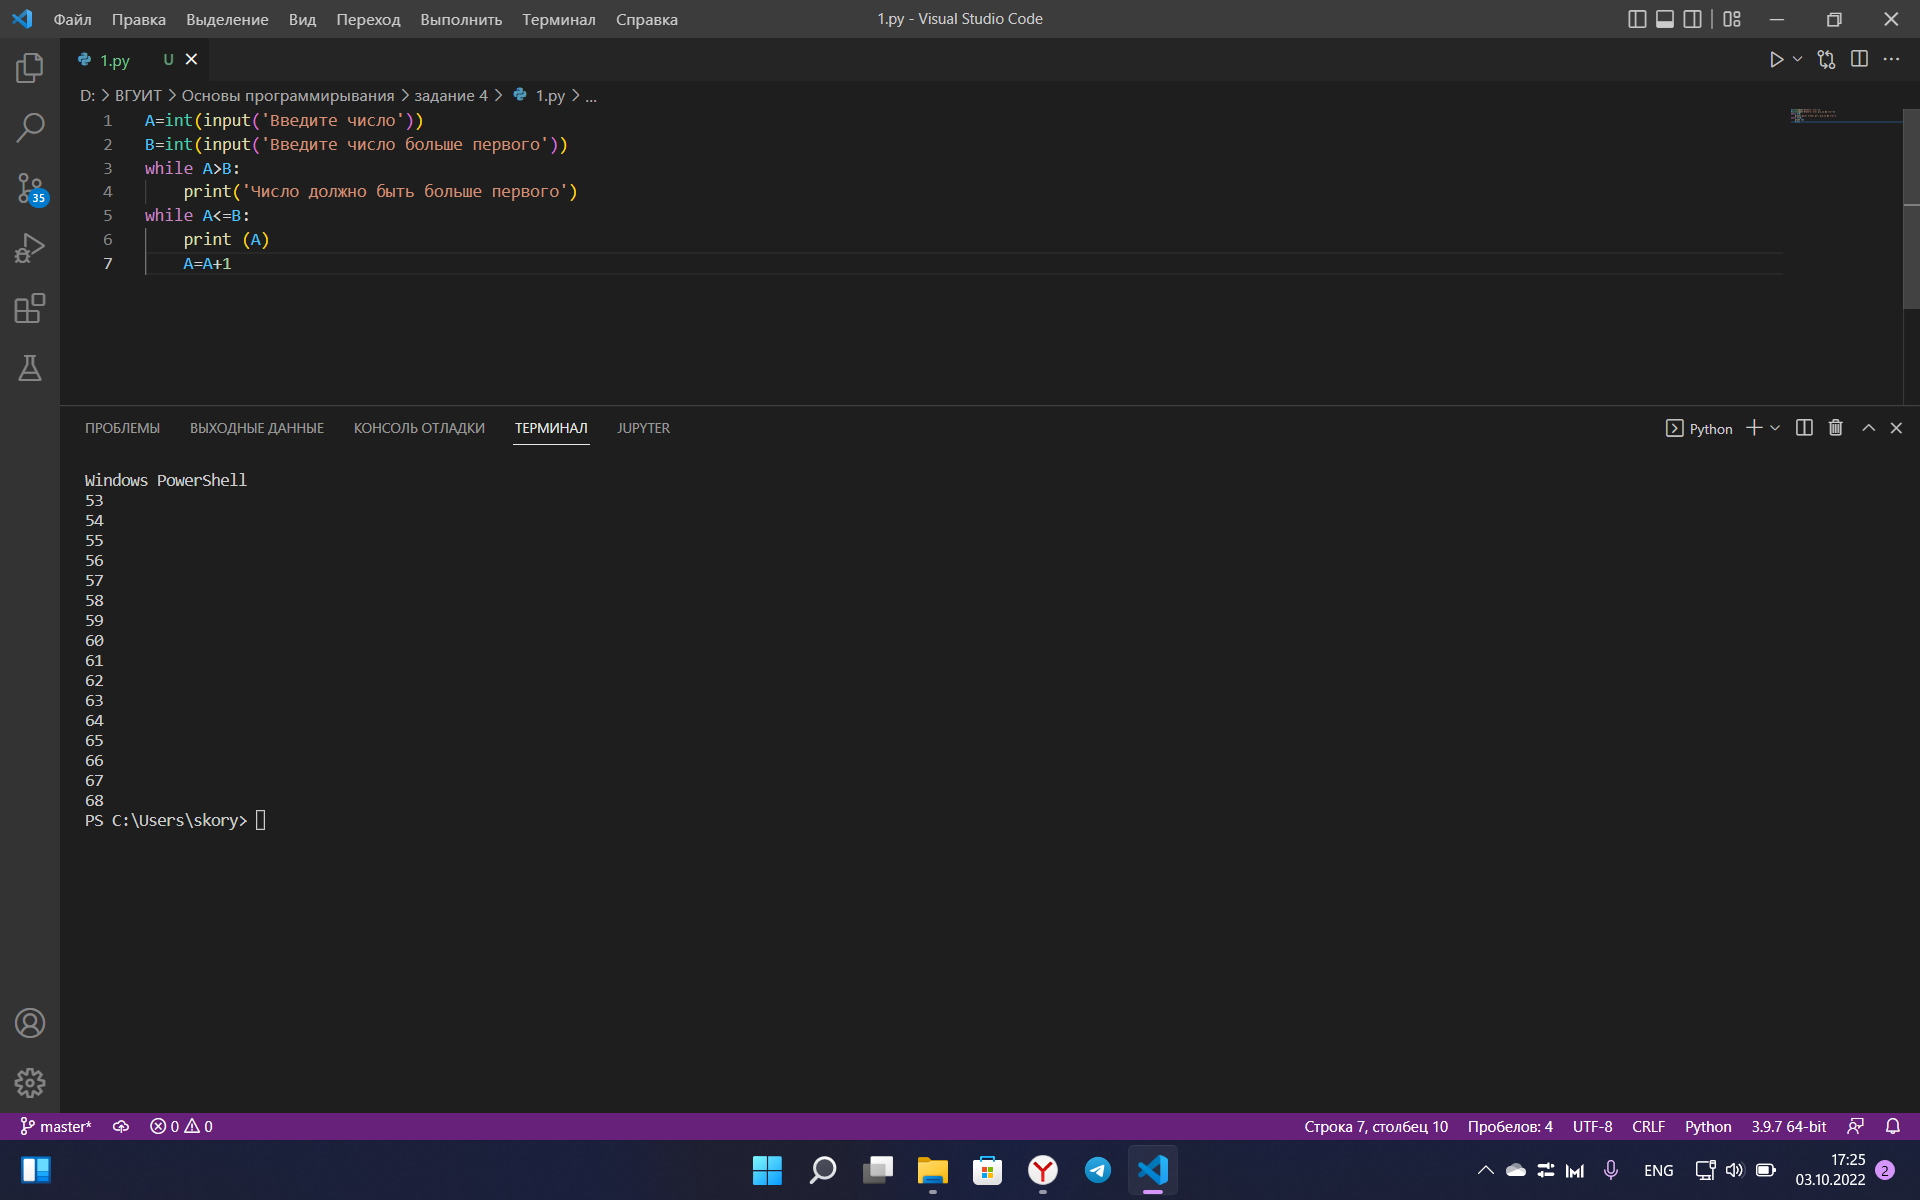 Файл Правка Выделение Вид Переход Выполнить Терминал Справка
1.py - Visual Studio Code
1.py U
D: > ВГУИТ > Основы программирывания > задание 4 > 1.py > ...
1 A=int(input('Введите число'))
2 B=int(input('Введите число больше первого'))
3 while A>B:
4 print('Число должно быть больше первого')
5 while A<=B:
6 print (A)
7 A=A+1
35
ПРОБЛЕМЫ ВЫХОДНЫЕ ДАННЫЕ КОНСОЛЬ ОТЛАДКИ ТЕРМИНАЛ JUPYTER
Python
Windows PowerShell
53
54
55
56
57
58
59
60
61
62
63
64
65
66
67
68
PS C:\Users\skory>
master* 0 0
Строка 7, столбец 10 Пробелов: 4 UTF-8 CRLF Python 3.9.7 64-bit
ENG
17:25
03.10.2022
2